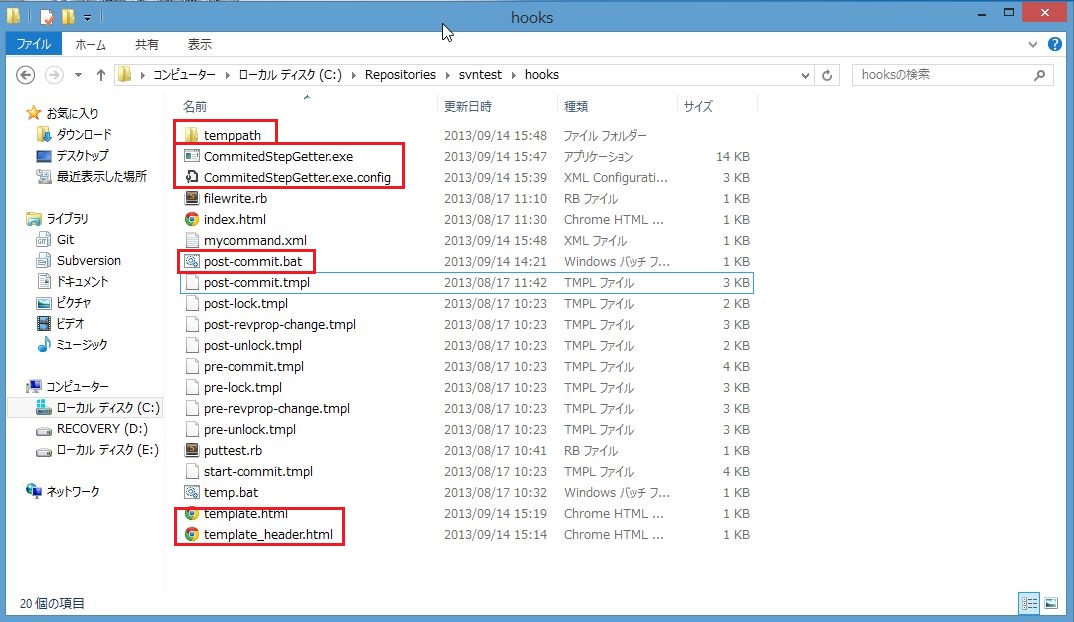 hooks
ファイル ホーム 共有 表示
コンピューター ローカル ディスク (C:) Repositories svntest hooks hooksの検索
お気に入り
ダウンロード
デスクトップ
最近表示した場所
ライブラリ
Git
Subversion
ドキュメント
ピクチャ
ビデオ
ミュージック
コンピューター
ローカル ディスク (C:)
RECOVERY (D:)
ローカル ディスク (E:)
ネットワーク
名前 更新日時 種類 サイズ
temppath 2013/09/14 15:48 ファイル フォルダー
CommitedStepGetter.exe 2013/09/14 15:47 アプリケーション 14 KB
CommitedStepGetter.exe.config 2013/09/14 15:39 XML Configurati... 3 KB
filewrite.rb 2013/08/17 11:10 RB ファイル 1 KB
index.html 2013/08/17 11:30 Chrome HTML ... 1 KB
mycommand.xml 2013/09/14 15:48 XML ファイル 1 KB
post-commit.bat 2013/09/14 14:21 Windows バッチ フ... 1 KB
post-commit.tmpl 2013/08/17 11:42 TMPL ファイル 3 KB
post-lock.tmpl 2013/08/17 10:23 TMPL ファイル 2 KB
post-revprop-change.tmpl 2013/08/17 10:23 TMPL ファイル 3 KB
post-unlock.tmpl 2013/08/17 10:23 TMPL ファイル 2 KB
pre-commit.tmpl 2013/08/17 10:23 TMPL ファイル 4 KB
pre-lock.tmpl 2013/08/17 10:23 TMPL ファイル 3 KB
pre-revprop-change.tmpl 2013/08/17 10:23 TMPL ファイル 3 KB
pre-unlock.tmpl 2013/08/17 10:23 TMPL ファイル 3 KB
puttest.rb 2013/08/17 10:41 RB ファイル 1 KB
start-commit.tmpl 2013/08/17 10:23 TMPL ファイル 4 KB
temp.bat 2013/08/17 10:32 Windows バッチ フ... 1 KB
template.html 2013/09/14 15:19 Chrome HTML ... 1 KB
template_header.html 2013/09/14 15:14 Chrome HTML ... 1 KB
20 個の項目